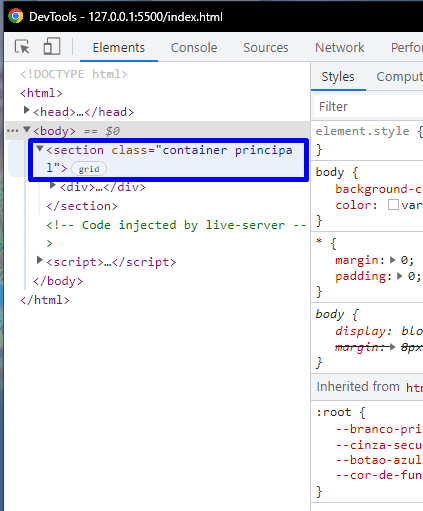 DevTools - 127.0.0.1:5500/index.html
Elements Console Sources Network Perfor
<!DOCTYPE html>
<html>
<head>…</head>
<body> == $0
<section class="container principa
l"> grid
<div>…</div>
</section>
<!-- Code injected by live-server --
>
<script>…</script>
</body>
</html>
Styles Comput
Filter
element.style {
}
body {
background-c
color: var
}
* {
margin: 0;
padding: 0;
}
body {
display: blo
margin: 8px
}
Inherited from ht
:root {
--branco-pri
--cinza-secu
--botao-azul
--cor-de-fun
}